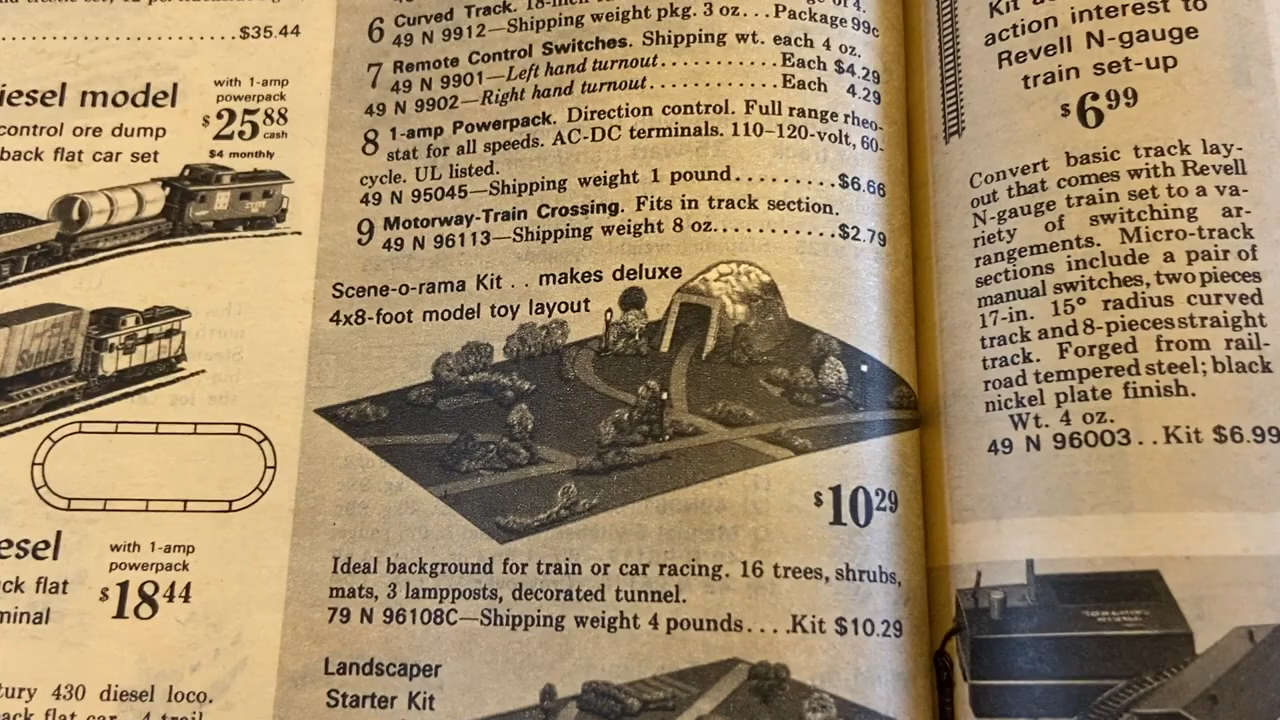 $35.44
iesel model
control ore dump
back flat car set
with 1-amp
powerpack
$25.88
cash
$4 monthly
Santa Fe
esel
ck flat
minal
with 1-amp
powerpack
$18.44
tury 430 diesel loco.
ack flat car, 4 trail
6 Curved Track. 18-inch
49 N 9912—Shipping weight pkg. 3 oz...Package 99c
7 Remote Control Switches. Shipping wt. each 4 oz.
49 N 9901—Left hand turnout...........Each $4.29
49 N 9902—Right hand turnout............Each 4.29
8 1-amp Powerpack. Direction control. Full range rheo-
stat for all speeds. AC-DC terminals. 110–120-volt, 60-
cycle. UL listed.
49 N 95045—Shipping weight 1 pound.........$6.66
9 Motorway-Train Crossing. Fits in track section.
49 N 96113—Shipping weight 8 oz...........$2.79
Scene-o-rama Kit . . makes deluxe
4x8-foot model toy layout
$10.29
Ideal background for train or car racing. 16 trees, shrubs,
mats, 3 lampposts, decorated tunnel.
79 N 96108C—Shipping weight 4 pounds....Kit $10.29
Landscaper
Starter Kit
action interest to
Revell N-gauge
train set-up
$6.99
Convert basic track lay-
out that comes with Revell
N-gauge train set to a va-
riety of switching ar-
rangements. Micro-track
sections include a pair of
manual switches, two pieces
17-in. 15° radius curved
track and 8-pieces straight
track. Forged from rail-
road tempered steel; black
nickel plate finish.
Wt. 4 oz.
49 N 96003..Kit $6.99